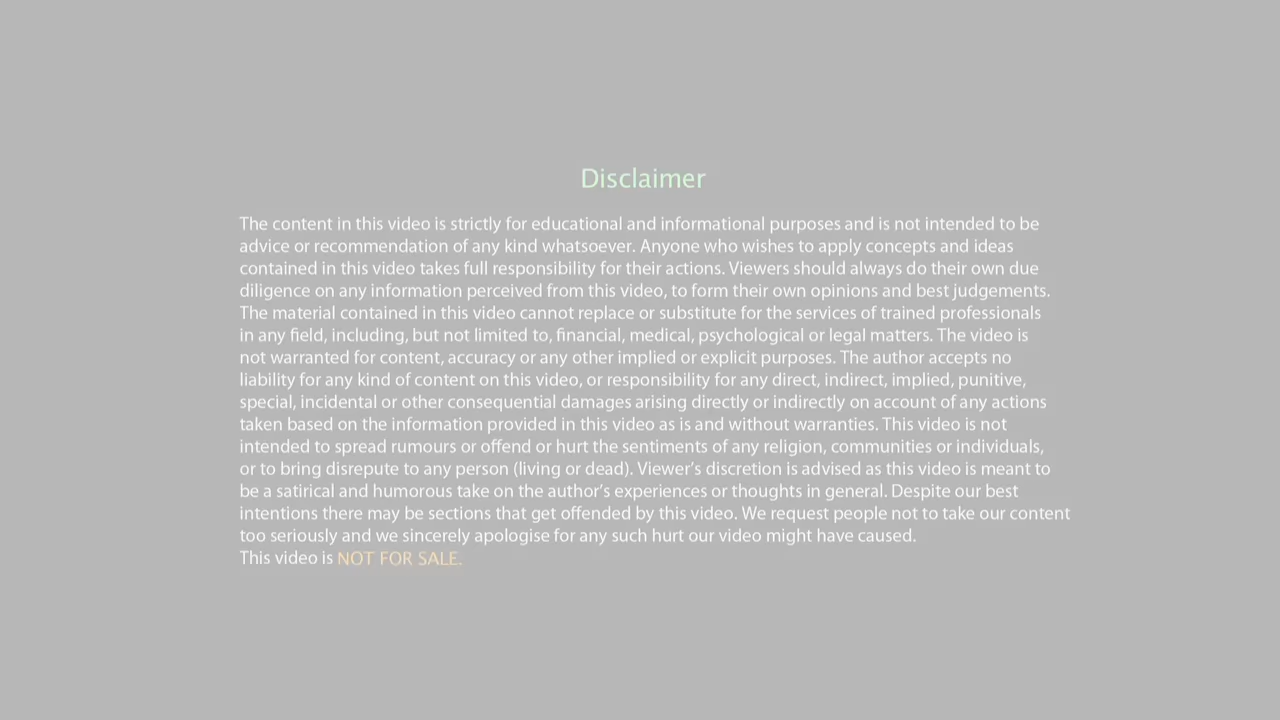 Disclaimer
The content in this video is strictly for educational and informational purposes and is not intended to be
advice or recommendation of any kind whatsoever. Anyone who wishes to apply concepts and ideas
contained in this video takes full responsibility for their actions. Viewers should always do their own due
diligence on any information perceived from this video, to form their own opinions and best judgements.
The material contained in this video cannot replace or substitute for the services of trained professionals
in any field, including, but not limited to, financial, medical, psychological or legal matters. The video is
not warranted for content, accuracy or any other implied or explicit purposes. The author accepts no
liability for any kind of content on this video, or responsibility for any direct, indirect, implied, punitive,
special, incidental or other consequential damages arising directly or indirectly on account of any actions
taken based on the information provided in this video as is and without warranties. This video is not
intended to spread rumours or offend or hurt the sentiments of any religion, communities or individuals,
or to bring disrepute to any person (living or dead). Viewer's discretion is advised as this video is meant to
be a satirical and humorous take on the author's experiences or thoughts in general. Despite our best
intentions there may be sections that get offended by this video. We request people not to take our content
too seriously and we sincerely apologise for any such hurt our video might have caused.
This video is NOT FOR SALE.